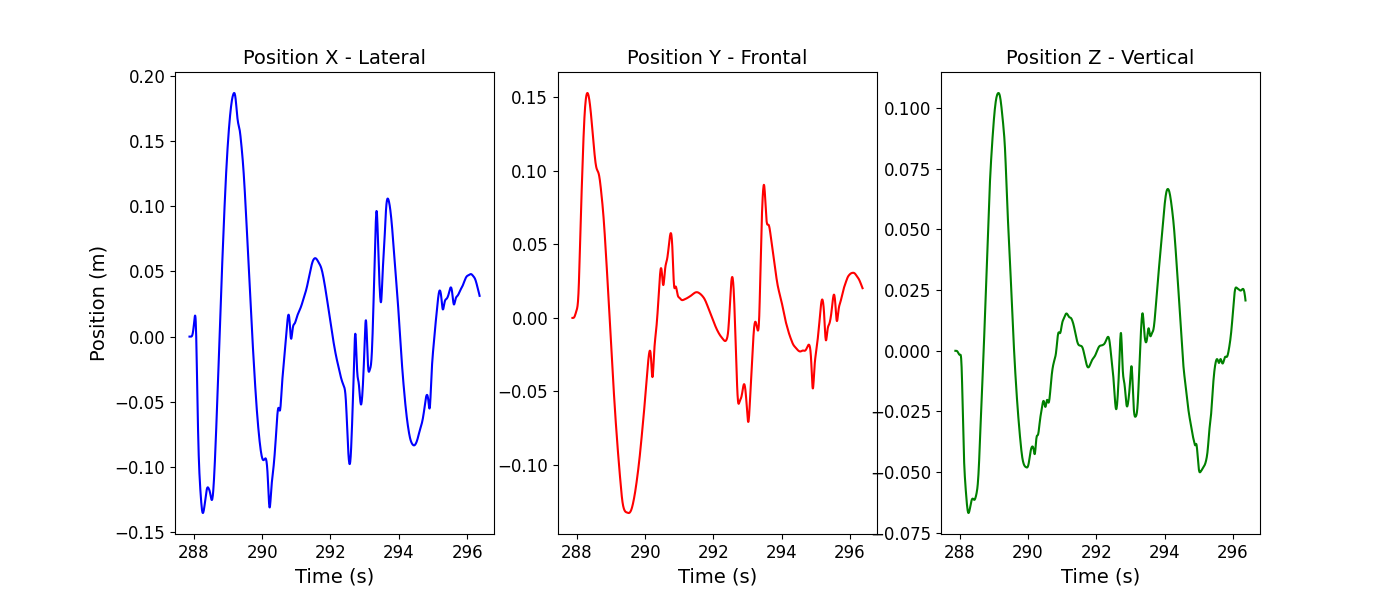 Position X - Lateral
Position Y - Frontal
Position Z - Vertical
Position (m)
0.20
0.15
0.10
0.05
0.00
−0.05
−0.10
−0.15
288 290 292 294 296
Time (s)
0.15
0.10
0.05
0.00
−0.05
−0.10
288 290 292 294 296
Time (s)
0.100
0.075
0.050
0.025
0.000
−0.025
−0.050
−0.075
288 290 292 294 296
Time (s)